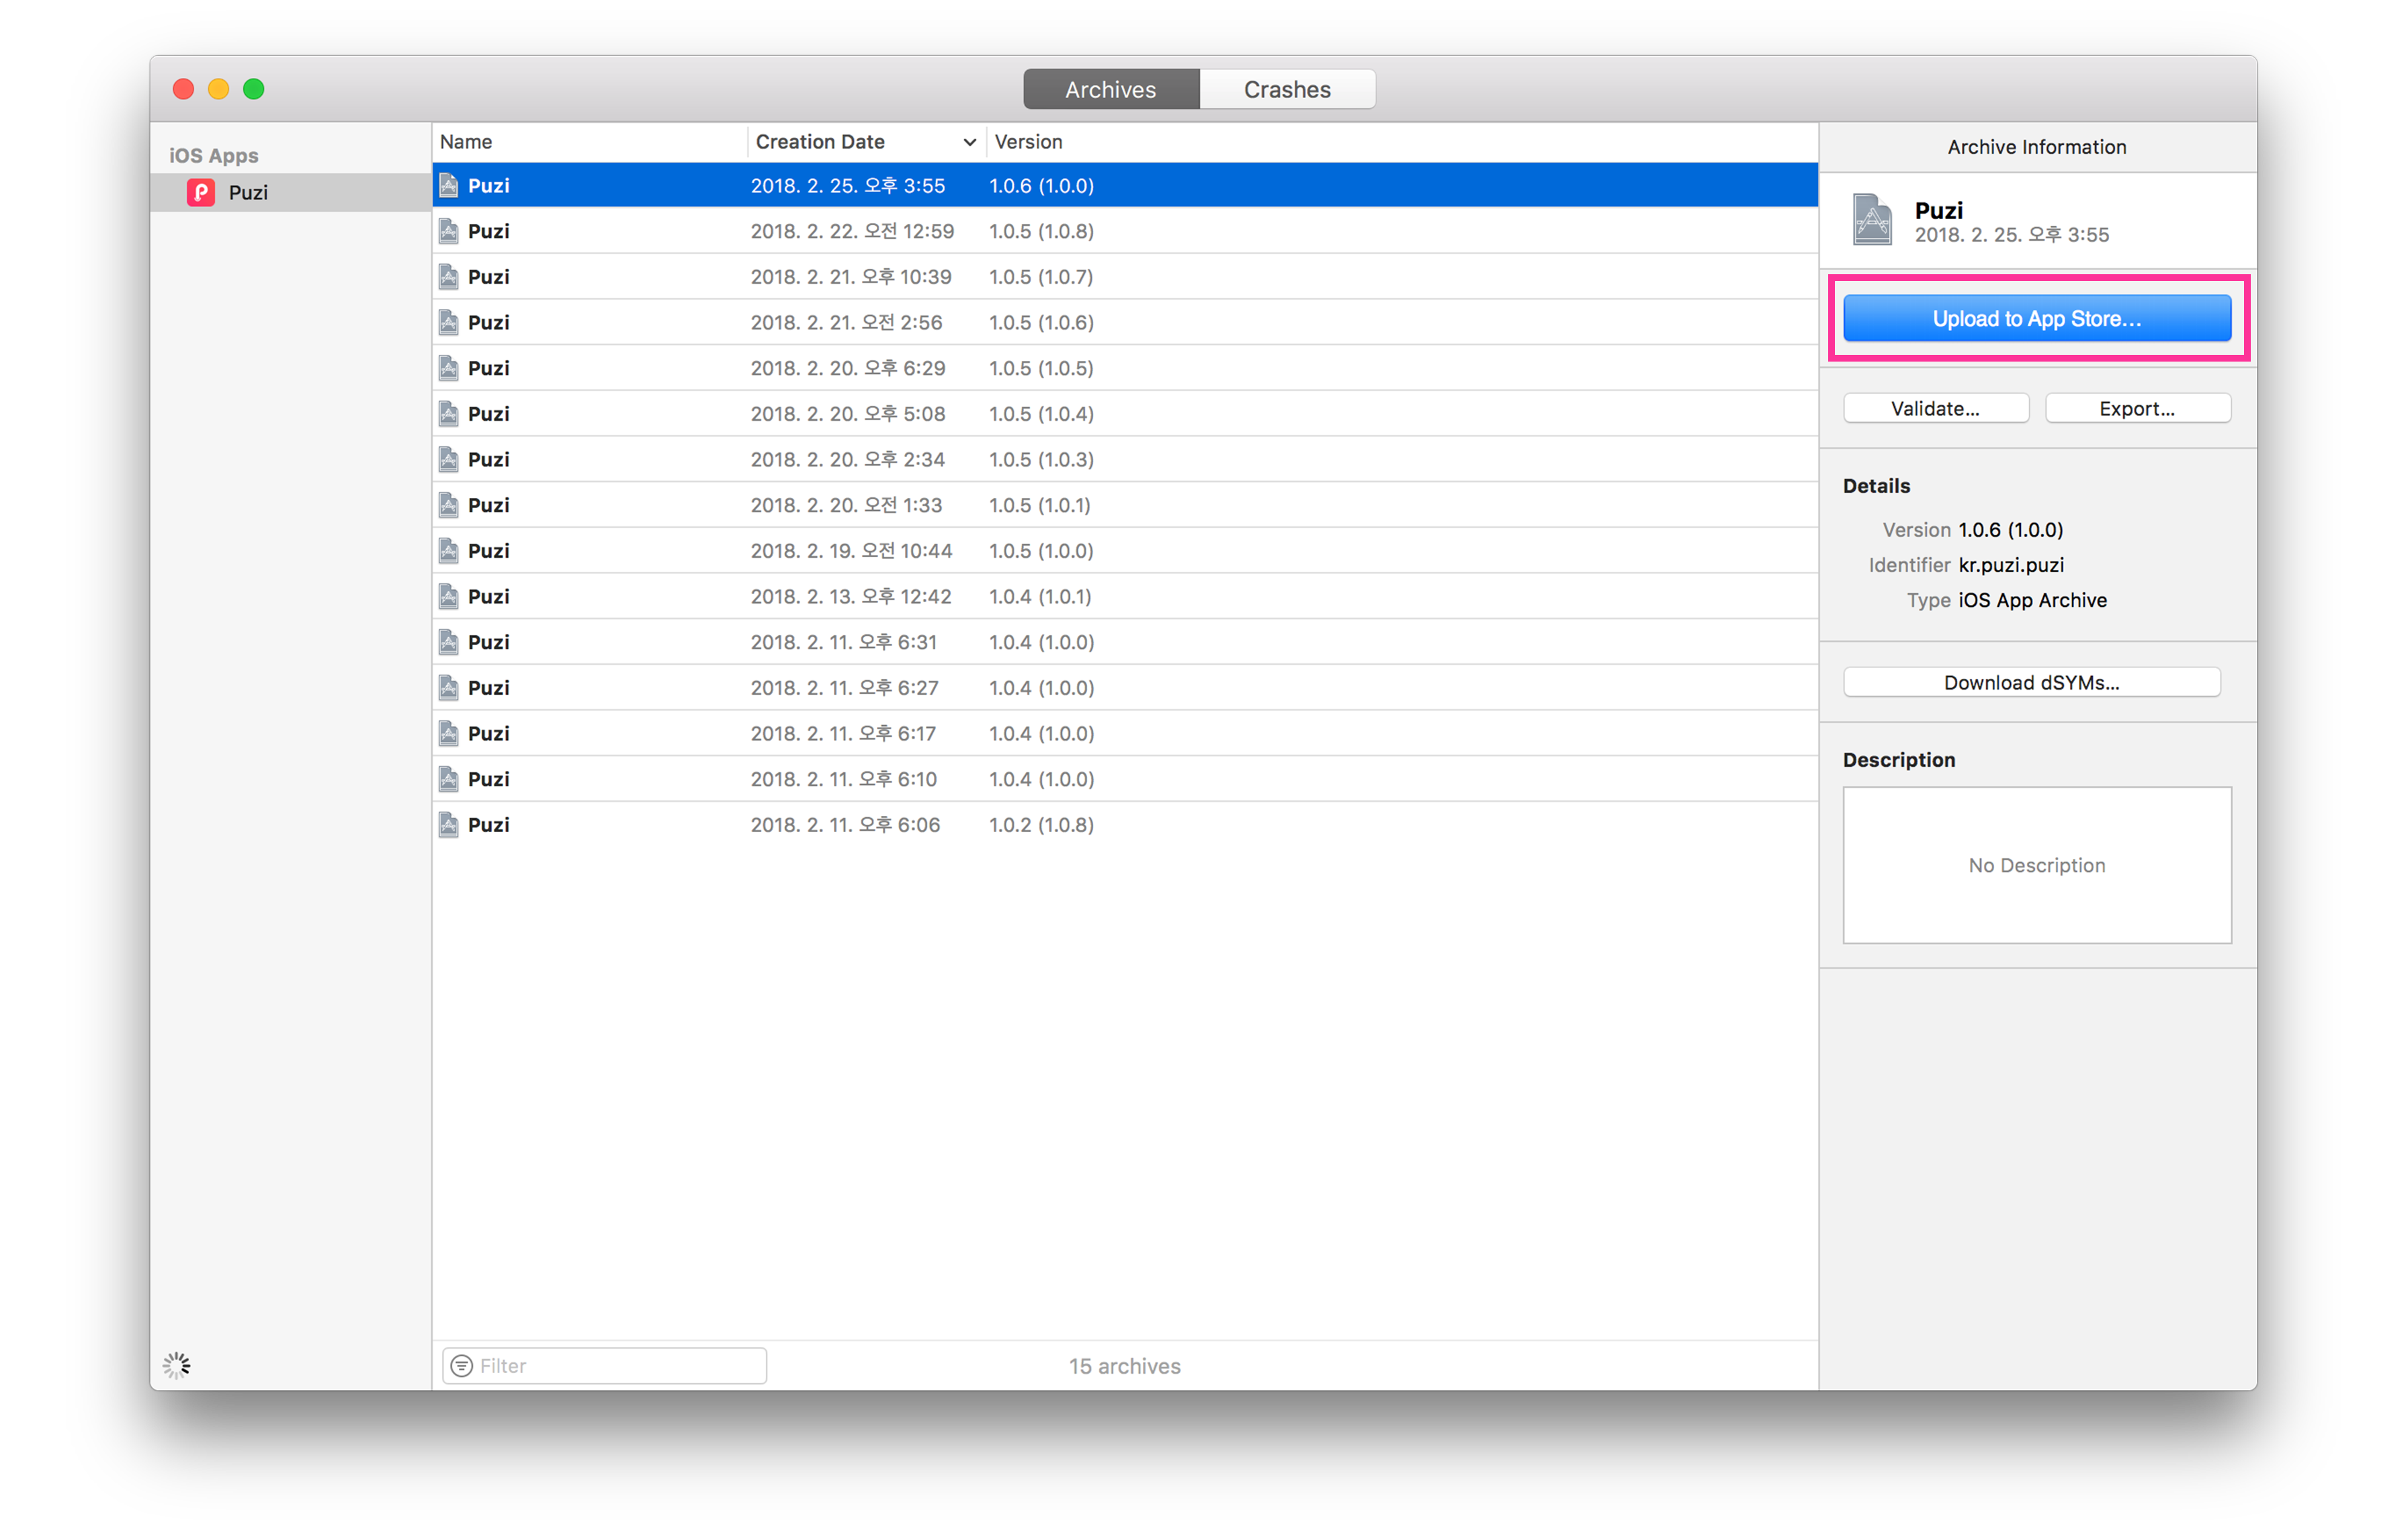 Archives Crashes
iOS Apps
Puzi
Name Creation Date Version
Puzi 2018. 2. 25. 오후 3:55 1.0.6 (1.0.0)
Puzi 2018. 2. 22. 오전 12:59 1.0.5 (1.0.8)
Puzi 2018. 2. 21. 오후 10:39 1.0.5 (1.0.7)
Puzi 2018. 2. 21. 오전 2:56 1.0.5 (1.0.6)
Puzi 2018. 2. 20. 오후 6:29 1.0.5 (1.0.5)
Puzi 2018. 2. 20. 오후 5:08 1.0.5 (1.0.4)
Puzi 2018. 2. 20. 오후 2:34 1.0.5 (1.0.3)
Puzi 2018. 2. 20. 오전 1:33 1.0.5 (1.0.1)
Puzi 2018. 2. 19. 오전 10:44 1.0.5 (1.0.0)
Puzi 2018. 2. 13. 오후 12:42 1.0.4 (1.0.1)
Puzi 2018. 2. 11. 오후 6:31 1.0.4 (1.0.0)
Puzi 2018. 2. 11. 오후 6:27 1.0.4 (1.0.0)
Puzi 2018. 2. 11. 오후 6:17 1.0.4 (1.0.0)
Puzi 2018. 2. 11. 오후 6:10 1.0.4 (1.0.0)
Puzi 2018. 2. 11. 오후 6:06 1.0.2 (1.0.8)
Filter 15 archives
Archive Information
Puzi
2018. 2. 25. 오후 3:55
Upload to App Store...
Validate... Export...
Details
Version 1.0.6 (1.0.0)
Identifier kr.puzi.puzi
Type iOS App Archive
Download dSYMs...
Description
No Description